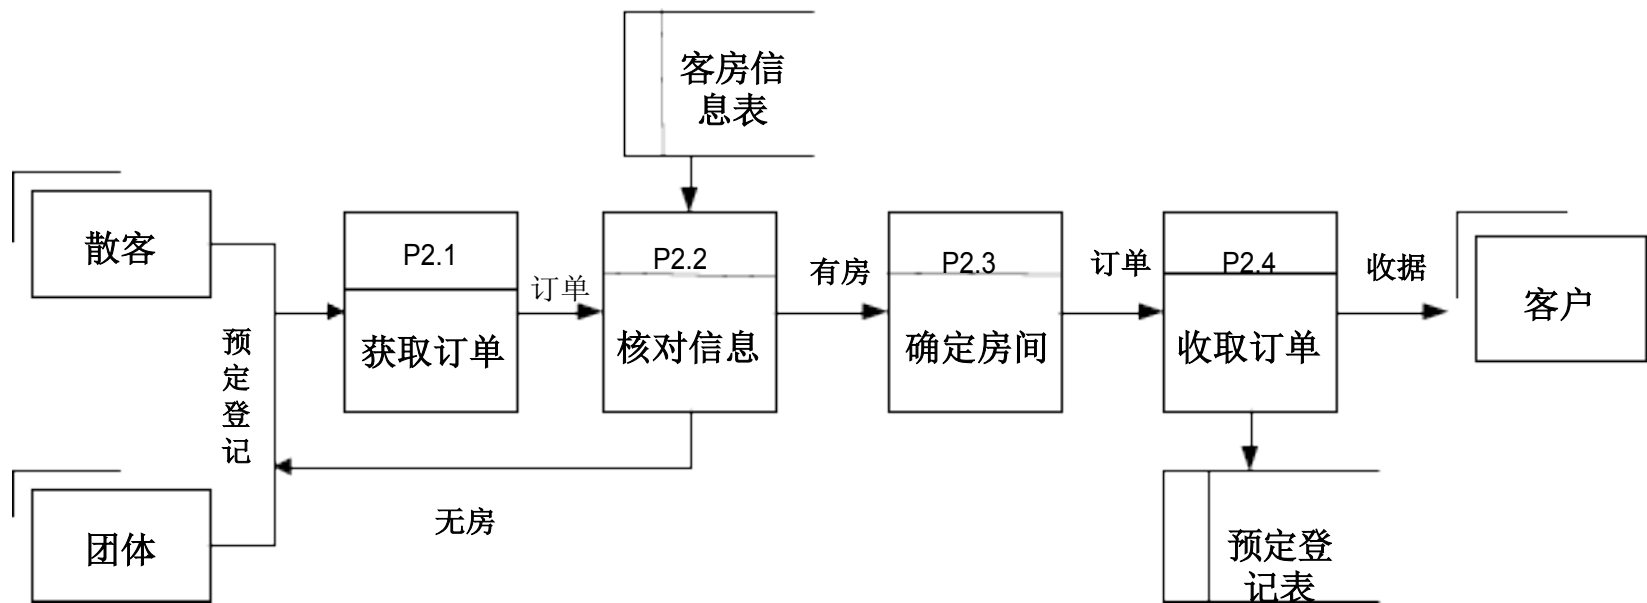 客房信
息表
散客
P2.1
获取订单
订单
P2.2
核对信息
有房
P2.3
确定房间
订单
P2.4
收取订单
收据
客户
预
定
登
记
无房
团体
预定登
记表